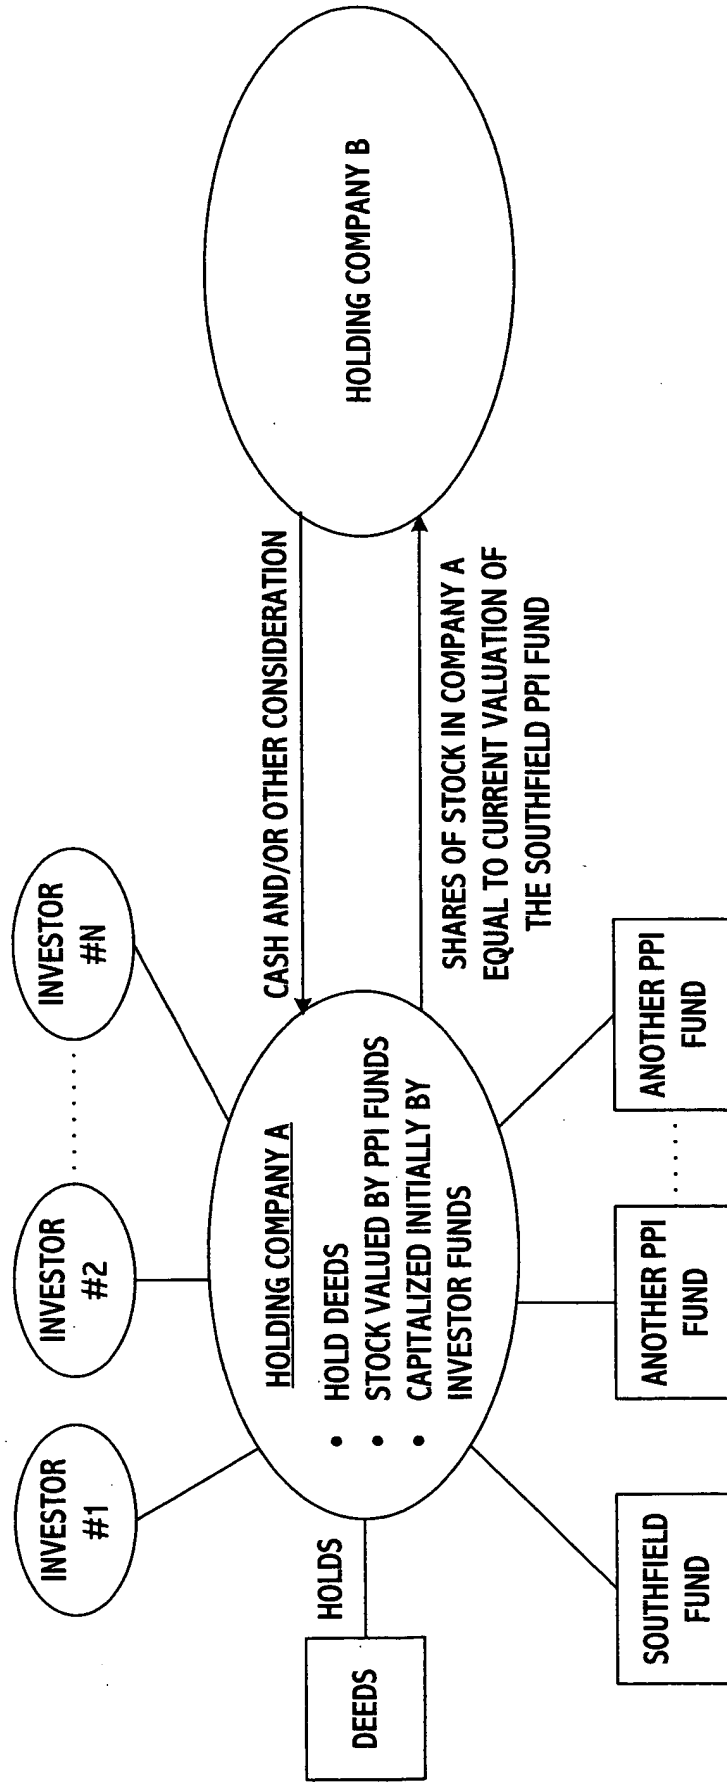 INVESTOR
#1
INVESTOR
#2
INVESTOR
#N
DEEDS
HOLDS
HOLDING COMPANY A
• HOLD DEEDS
• STOCK VALUED BY PPI FUNDS
• CAPITALIZED INITIALLY BY
INVESTOR FUNDS
CASH AND/OR OTHER CONSIDERATION
SHARES OF STOCK IN COMPANY A
EQUAL TO CURRENT VALUATION OF
THE SOUTHFIELD PPI FUND
HOLDING COMPANY B
SOUTHFIELD
FUND
ANOTHER PPI
FUND
ANOTHER PPI
FUND